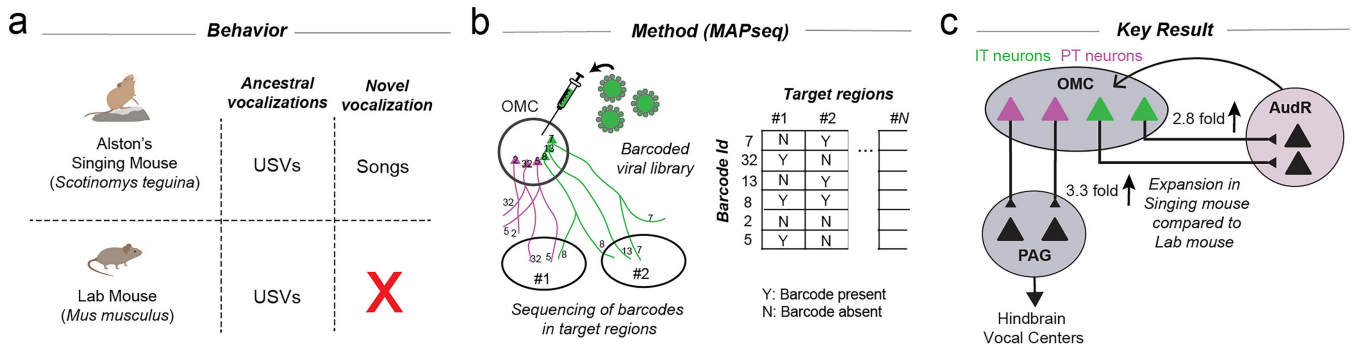 a
Behavior
Ancestral
vocalizations
Novel
vocalization
Alston's
Singing Mouse
(Scotinomys teguina)
USVs
Songs
Lab Mouse
(Mus musculus)
USVs
X
b
Method (MAPseq)
OMC
7
13
8
2
32
5
Barcoded
viral library
32
5
2
32
5
8
8
13
7
7
#1
#2
Sequencing of barcodes
in target regions
Target regions
#1 #2 #N
Barcode Id
7 N Y ...
32 Y N
13 N Y
8 Y Y
2 N N
5 Y N
Y: Barcode present
N: Barcode absent
c
Key Result
IT neurons PT neurons
OMC
AudR
2.8 fold
3.3 fold
Expansion in
Singing mouse
compared to
Lab mouse
PAG
Hindbrain
Vocal Centers